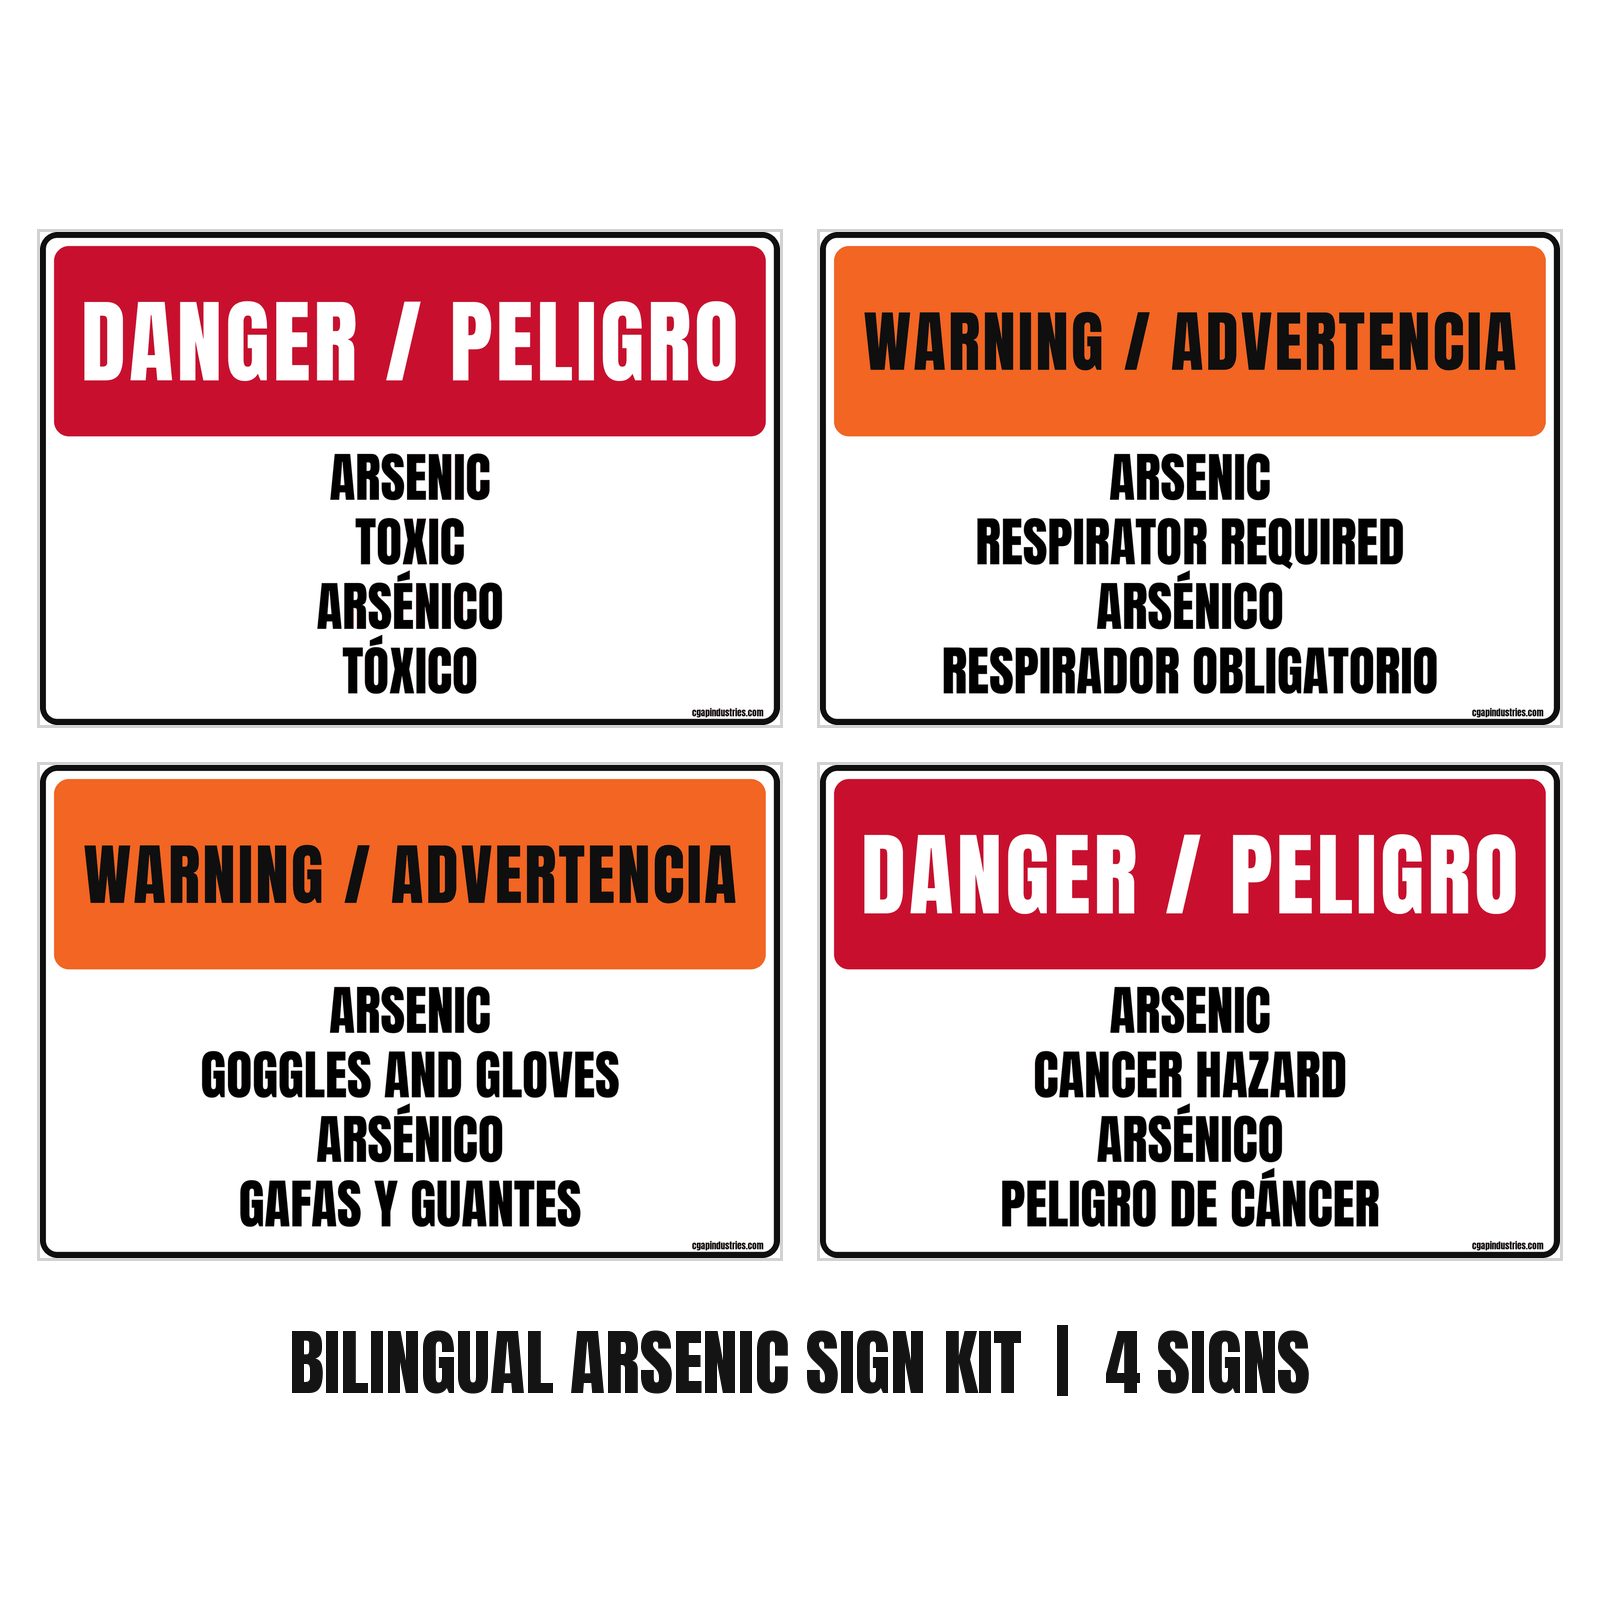 DANGER / PELIGRO
ARSENIC
TOXIC
ARSÉNICO
TÓXICO
cgapindustries.com
WARNING / ADVERTENCIA
ARSENIC
RESPIRATOR REQUIRED
ARSÉNICO
RESPIRADOR OBLIGATORIO
cgapindustries.com
WARNING / ADVERTENCIA
ARSENIC
GOGGLES AND GLOVES
ARSÉNICO
GAFAS Y GUANTES
cgapindustries.com
DANGER / PELIGRO
ARSENIC
CANCER HAZARD
ARSÉNICO
PELIGRO DE CÁNCER
cgapindustries.com
BILINGUAL ARSENIC SIGN KIT | 4 SIGNS